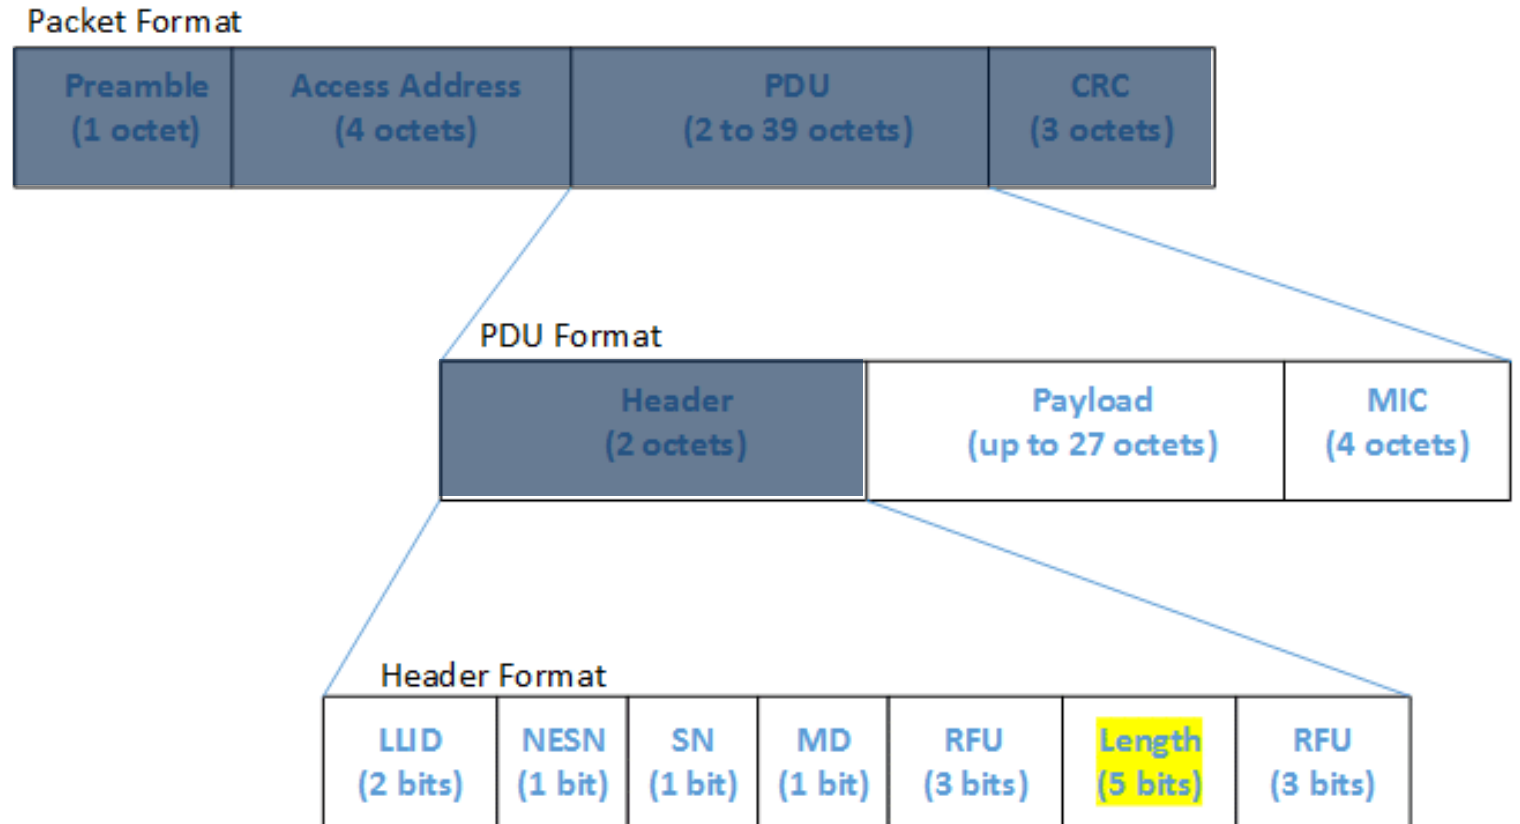 Packet Format
Preamble
(1 octet)
Access Address
(4 octets)
PDU
(2 to 39 octets)
CRC
(3 octets)
PDU Format
Header
(2 octets)
Payload
(up to 27 octets)
MIC
(4 octets)
Header Format
LLID
(2 bits)
NESN
(1 bit)
SN
(1 bit)
MD
(1 bit)
RFU
(3 bits)
Length
(5 bits)
RFU
(3 bits)